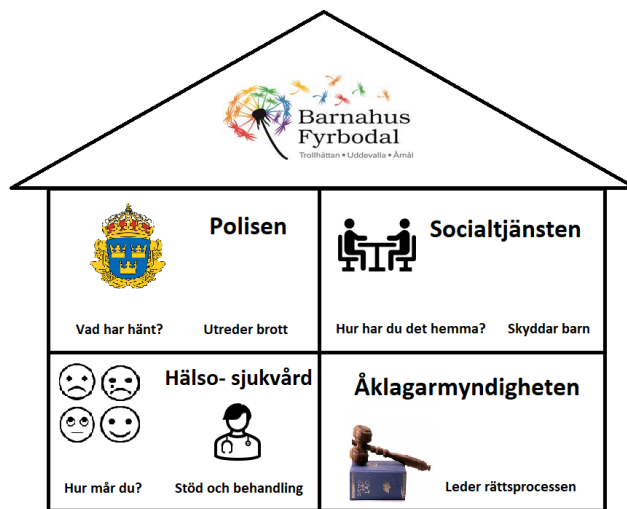 Barnahus
Fyrbodal
Trollhättan • Uddevalla • Åmål
Polisen
Vad har hänt? Utreder brott
Socialtjänsten
Hur har du det hemma? Skyddar barn
Hälso- sjukvård
Hur mår du? Stöd och behandling
Åklagarmyndigheten
Leder rättsprocessen